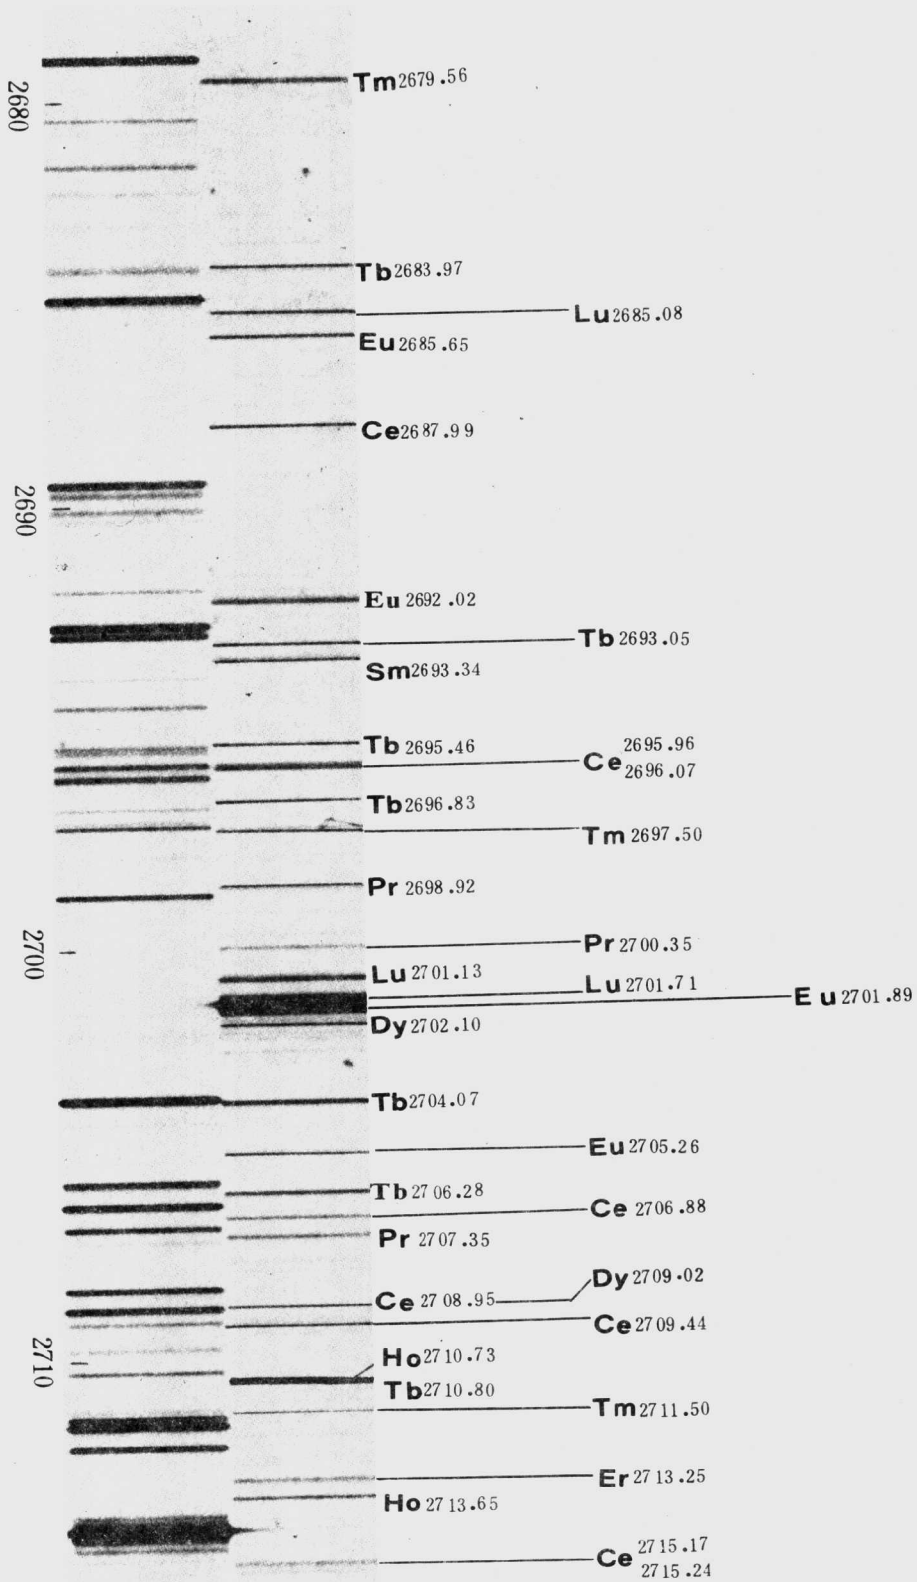 2680
Tm 2679.56
Tb 2683.97
Lu 2685.08
Eu 2685.65
Ce 2687.99
2690
Eu 2692.02
Tb 2693.05
Sm 2693.34
Tb 2695.46
Ce 2695.96
2696.07
Tb 2696.83
Tm 2697.50
Pr 2698.92
2700
Pr 2700.35
Lu 2701.13
Lu 2701.71
Eu 2701.89
Dy 2702.10
Tb 2704.07
Eu 2705.26
Tb 2706.28
Ce 2706.88
Pr 2707.35
Dy 2709.02
Ce 2708.95
Ce 2709.44
2710
Ho 2710.73
Tb 2710.80
Tm 2711.50
Er 2713.25
Ho 2713.65
Ce 2715.17
2715.24